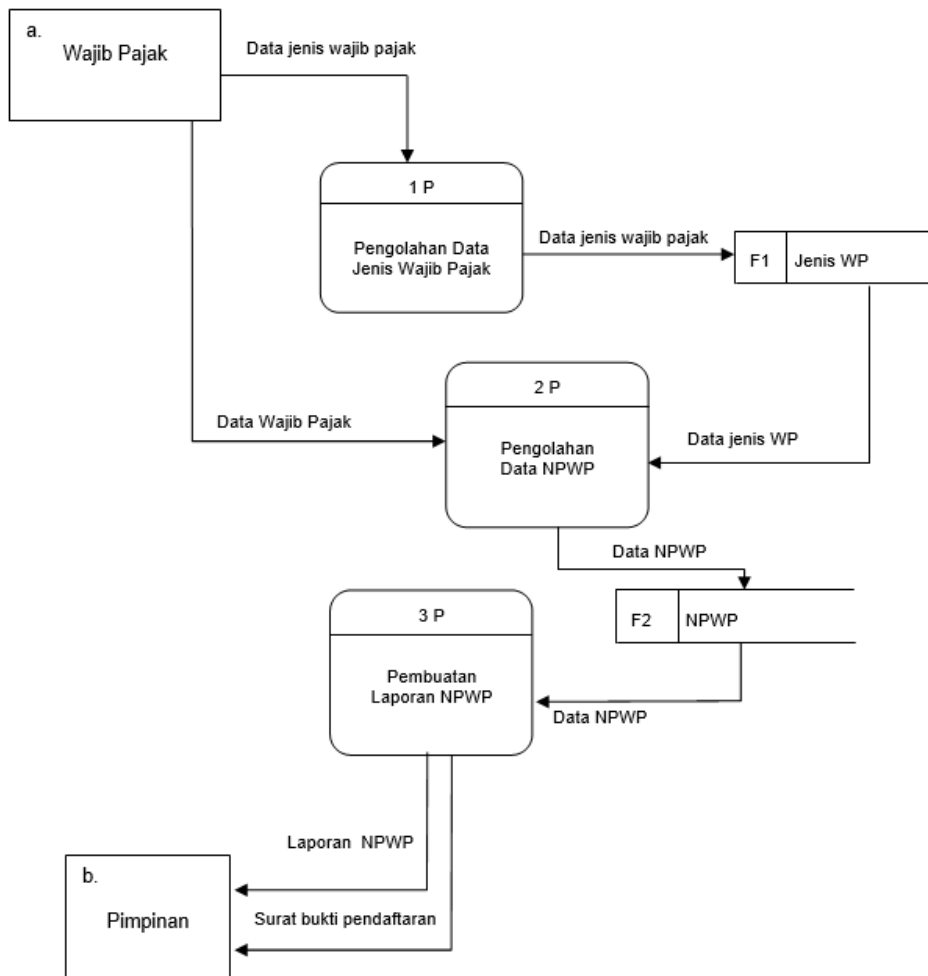 a.
Wajib Pajak
Data jenis wajib pajak
1 P
Pengolahan Data
Jenis Wajib Pajak
Data jenis wajib pajak
F1
Jenis WP
2 P
Pengolahan
Data NPWP
Data Wajib Pajak
Data jenis WP
Data NPWP
F2
NPWP
3 P
Pembuatan
Laporan NPWP
Data NPWP
Laporan NPWP
b.
Pimpinan
Surat bukti pendaftaran